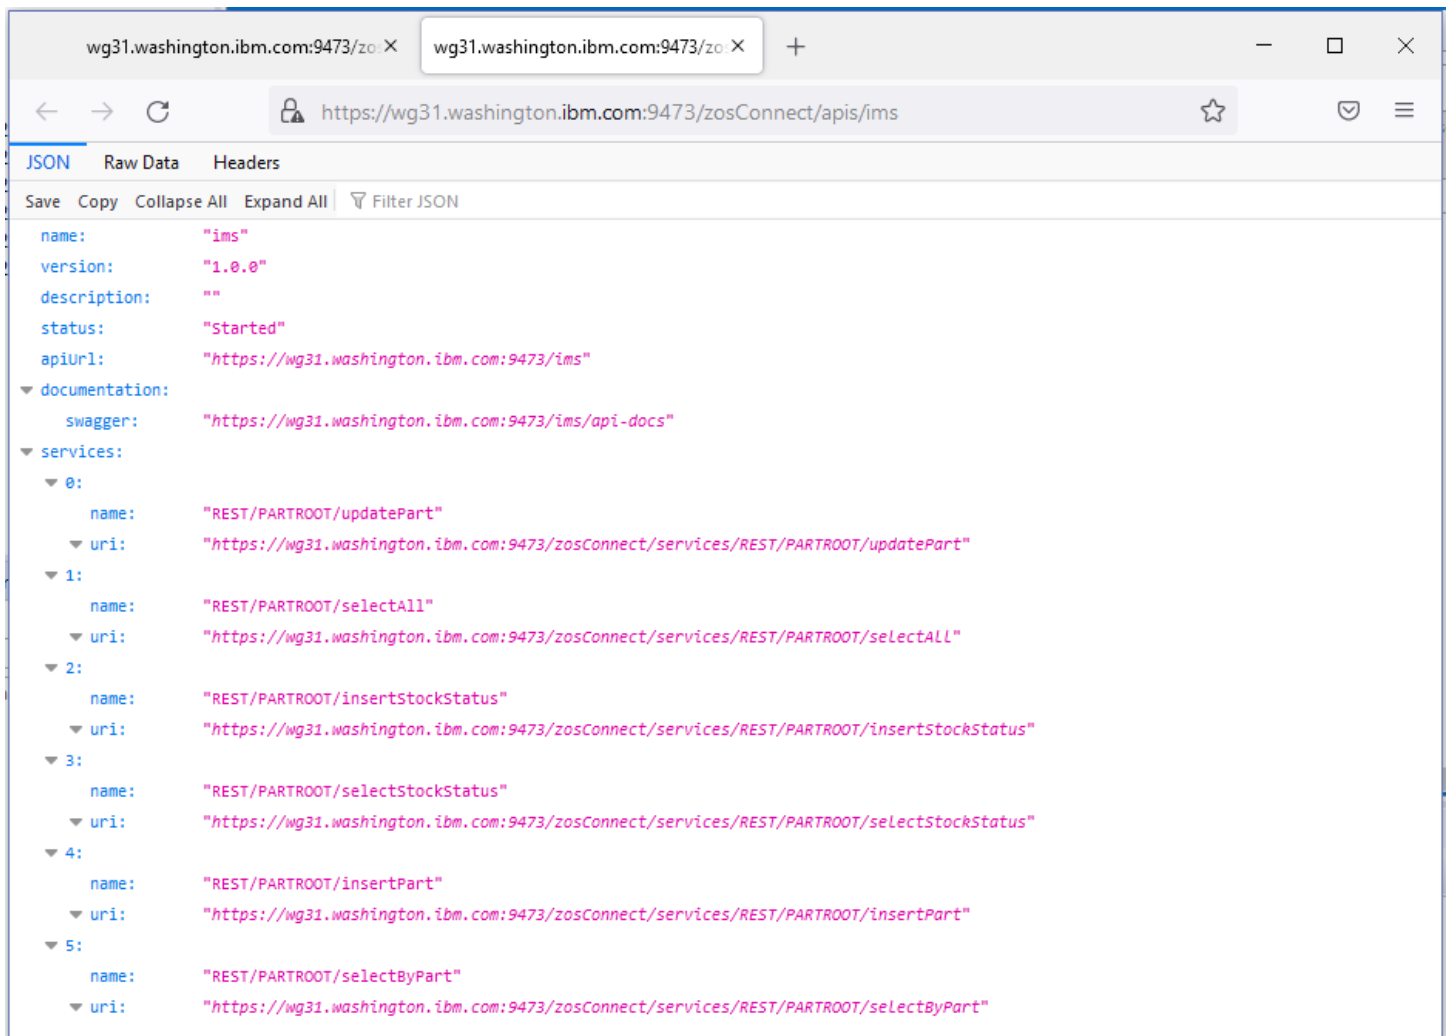 wg31.washington.ibm.com:9473/zos
wg31.washington.ibm.com:9473/zos
https://wg31.washington.ibm.com:9473/zosConnect/apis/ims
JSON Raw Data Headers
Save Copy Collapse All Expand All Filter JSON
name: "ims"
version: "1.0.0"
description: ""
status: "Started"
apiUrl: "https://wg31.washington.ibm.com:9473/ims"
documentation:
swagger: "https://wg31.washington.ibm.com:9473/ims/api-docs"
services:
0:
name: "REST/PARTROOT/updatePart"
uri: "https://wg31.washington.ibm.com:9473/zosConnect/services/REST/PARTROOT/updatePart"
1:
name: "REST/PARTROOT/selectAll"
uri: "https://wg31.washington.ibm.com:9473/zosConnect/services/REST/PARTROOT/selectAll"
2:
name: "REST/PARTROOT/insertStockStatus"
uri: "https://wg31.washington.ibm.com:9473/zosConnect/services/REST/PARTROOT/insertStockStatus"
3:
name: "REST/PARTROOT/selectStockStatus"
uri: "https://wg31.washington.ibm.com:9473/zosConnect/services/REST/PARTROOT/selectStockStatus"
4:
name: "REST/PARTROOT/insertPart"
uri: "https://wg31.washington.ibm.com:9473/zosConnect/services/REST/PARTROOT/insertPart"
5:
name: "REST/PARTROOT/selectByPart"
uri: "https://wg31.washington.ibm.com:9473/zosConnect/services/REST/PARTROOT/selectByPart"